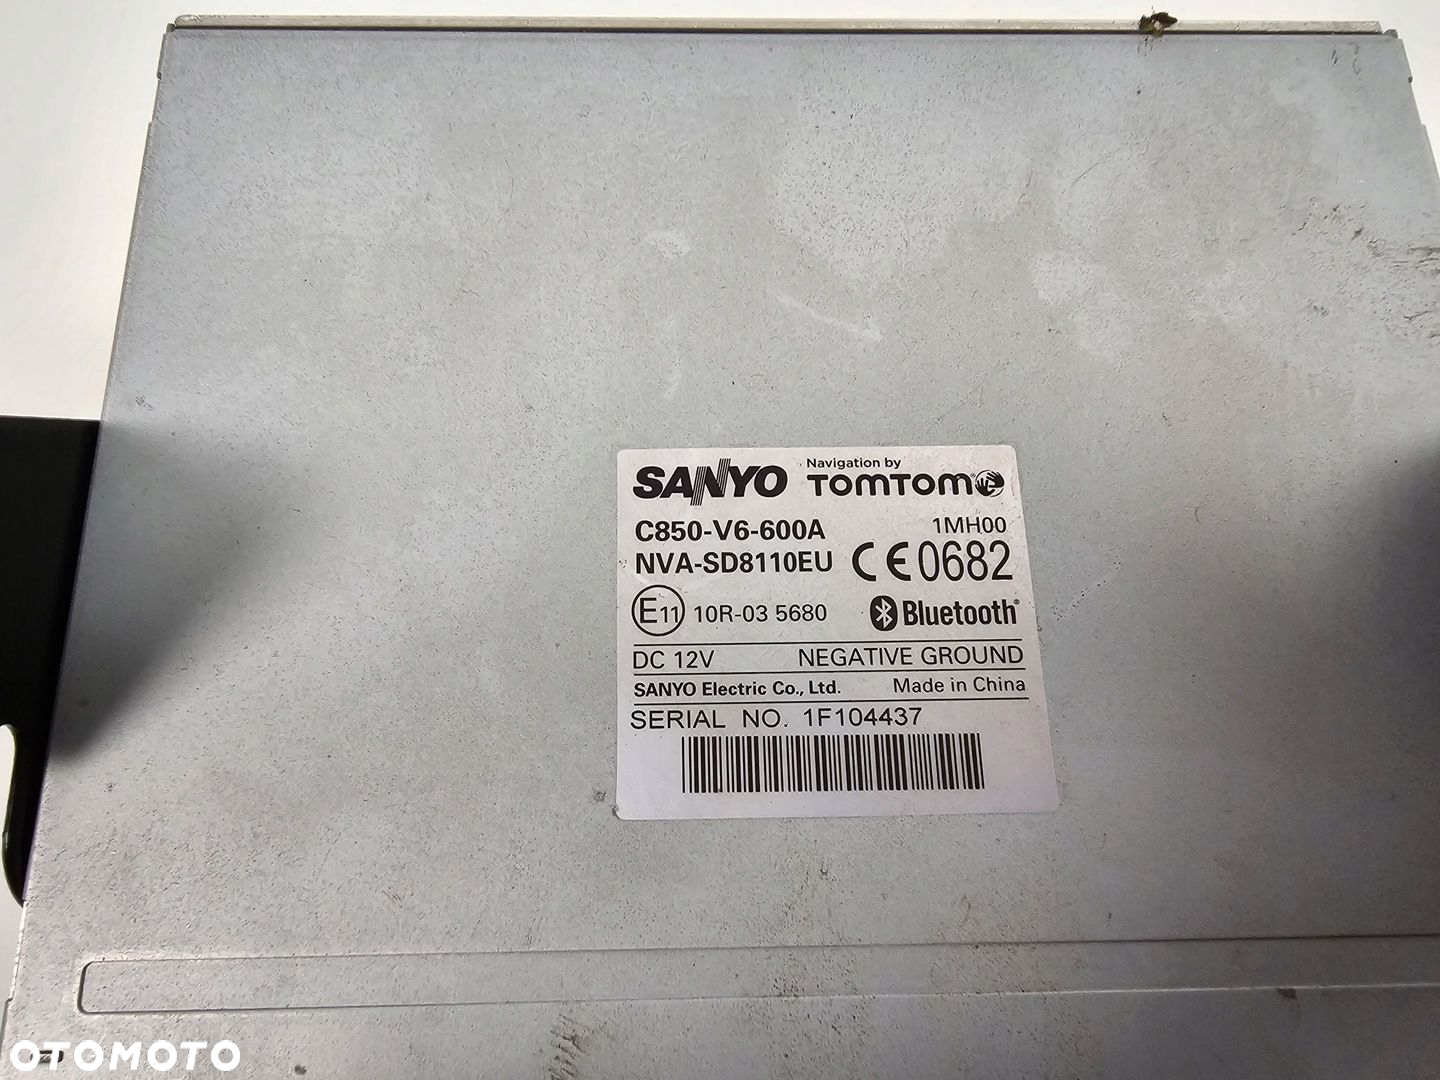 SANYO Navigation by TOMTOM
C850-V6-600A 1MH00
NVA-SD8110EU CE0682
E11 10R-03 5680 Bluetooth®
DC 12V NEGATIVE GROUND
SANYO Electric Co., Ltd. Made in China
SERIAL NO. 1F104437
OTOMOTO